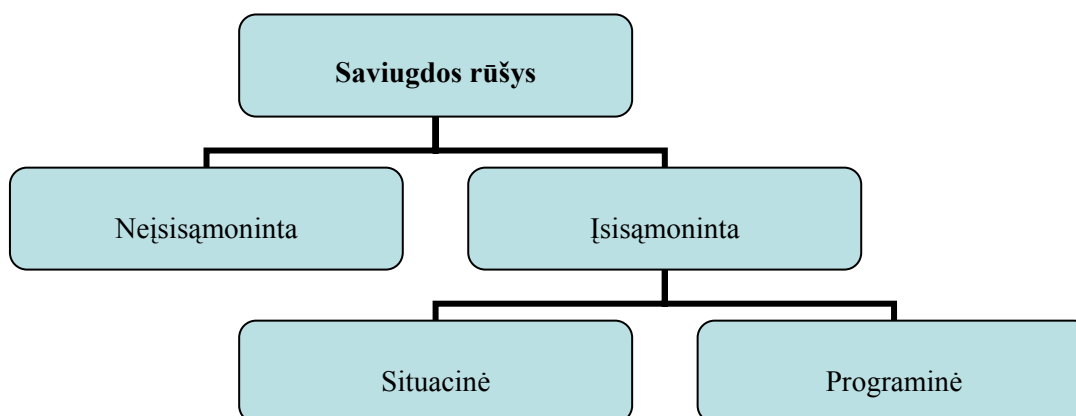 Saviugdos rūšys
Neįsisąmoninta
Įsisąmoninta
Situacinė
Programinė